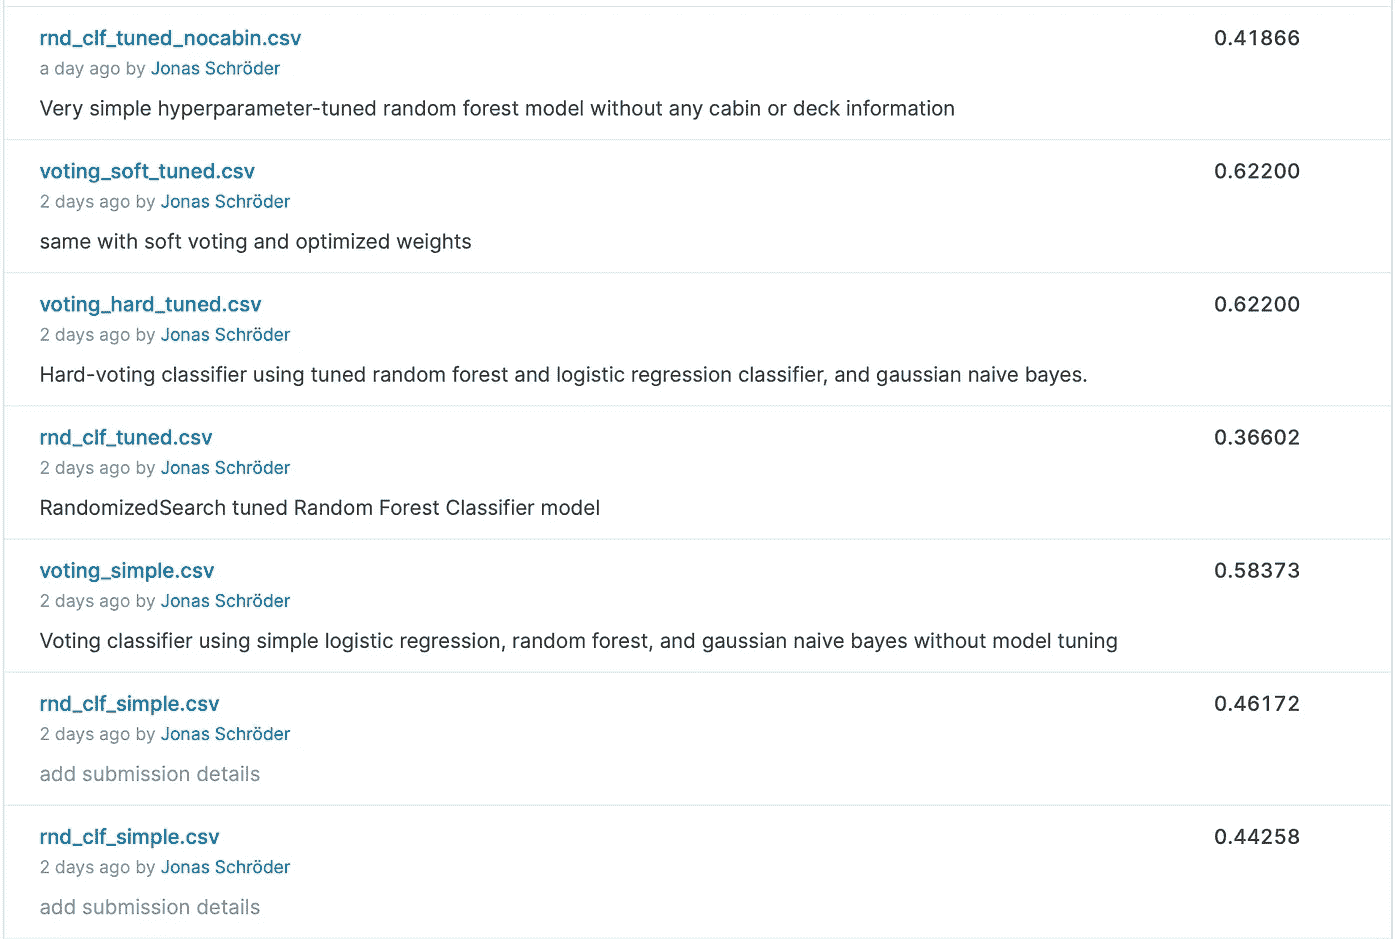 rnd_clf_tuned_nocabin.csv 0.41866
a day ago by Jonas Schröder
Very simple hyperparameter-tuned random forest model without any cabin or deck information
voting_soft_tuned.csv 0.62200
2 days ago by Jonas Schröder
same with soft voting and optimized weights
voting_hard_tuned.csv 0.62200
2 days ago by Jonas Schröder
Hard-voting classifier using tuned random forest and logistic regression classifier, and gaussian naive bayes.
rnd_clf_tuned.csv 0.36602
2 days ago by Jonas Schröder
RandomizedSearch tuned Random Forest Classifier model
voting_simple.csv 0.58373
2 days ago by Jonas Schröder
Voting classifier using simple logistic regression, random forest, and gaussian naive bayes without model tuning
rnd_clf_simple.csv 0.46172
2 days ago by Jonas Schröder
add submission details
rnd_clf_simple.csv 0.44258
2 days ago by Jonas Schröder
add submission details